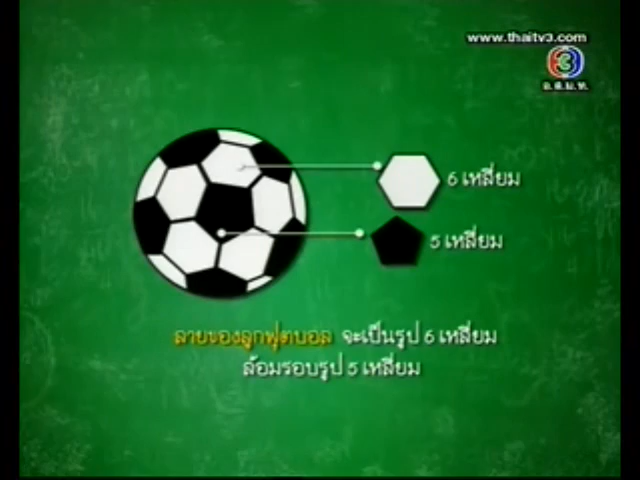 www.thaitv3.com
3
อ.ส.ม.ท.
6 เหลี่ยม
5 เหลี่ยม
ลายของลูกฟุตบอล จะเป็นรูป 6 เหลี่ยม
ล้อมรอบรูป 5 เหลี่ยม